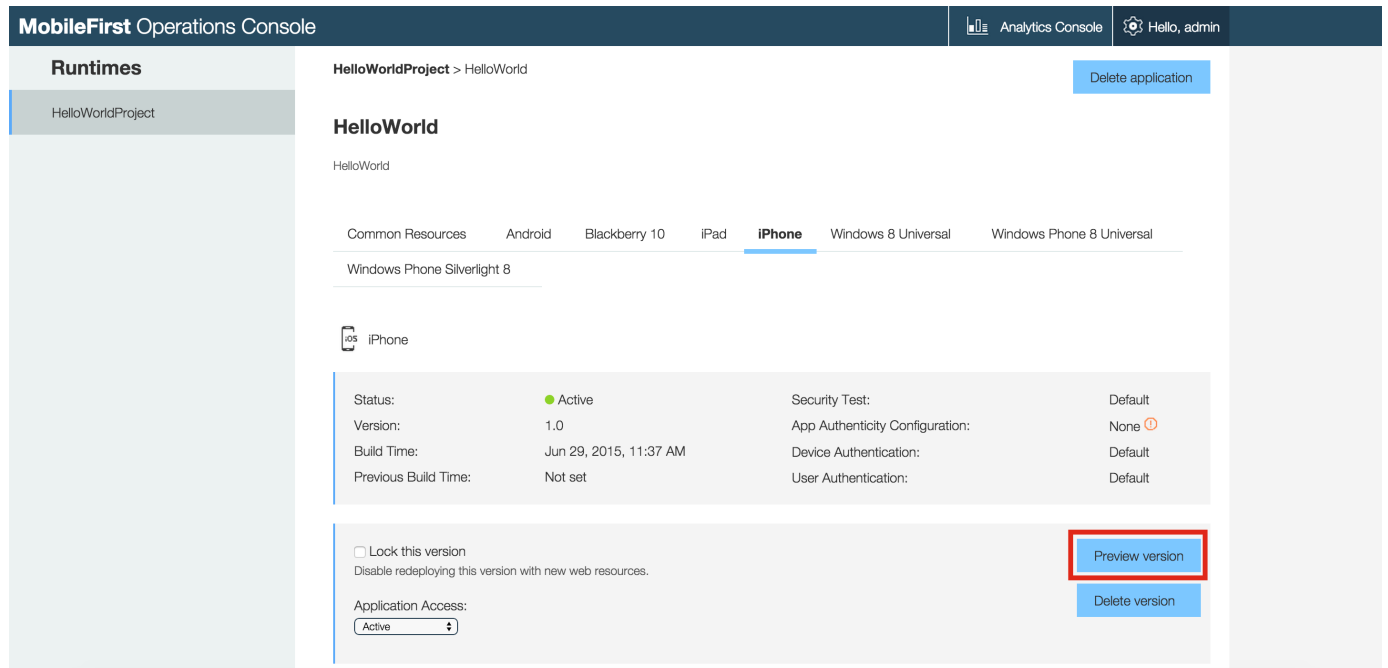 MobileFirst Operations Console
Analytics Console
Hello, admin
Runtimes
HelloWorldProject
HelloWorldProject > HelloWorld
Delete application
HelloWorld
HelloWorld
Common Resources Android Blackberry 10 iPad iPhone Windows 8 Universal Windows Phone 8 Universal
Windows Phone Silverlight 8
iOS iPhone
Status: Active Security Test: Default
Version: 1.0 App Authenticity Configuration: None
Build Time: Jun 29, 2015, 11:37 AM Device Authentication: Default
Previous Build Time: Not set User Authentication: Default
Lock this version
Disable redeploying this version with new web resources.
Preview version
Delete version
Application Access:
Active